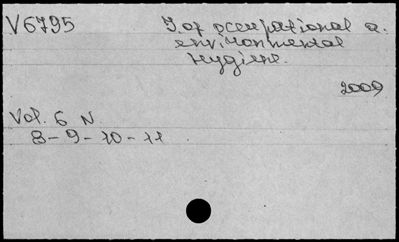 V6795 J. of occupational a.
environmental
Hygiene.
2009
Vol. 6 N
8-9-10-11